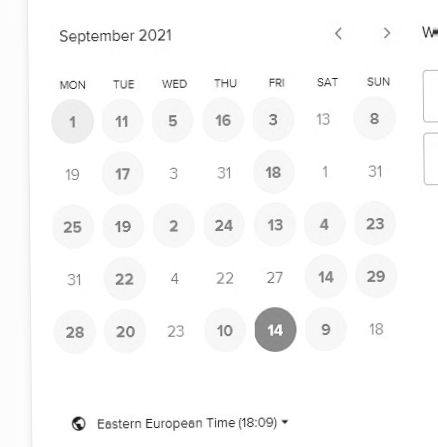 September 2021
MON TUE WED THU FRI SAT SUN
1 11 5 16 3 13 8
19 17 3 31 18 1 31
25 19 2 24 13 4 23
31 22 4 22 27 14 29
28 20 23 10 14 9 18
Eastern European Time (18:09)